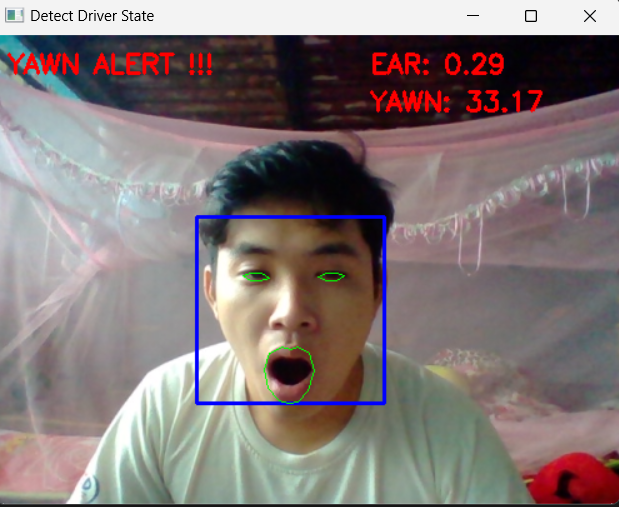 Detect Driver State
YAWN ALERT !!!
EAR: 0.29
YAWN: 33.17